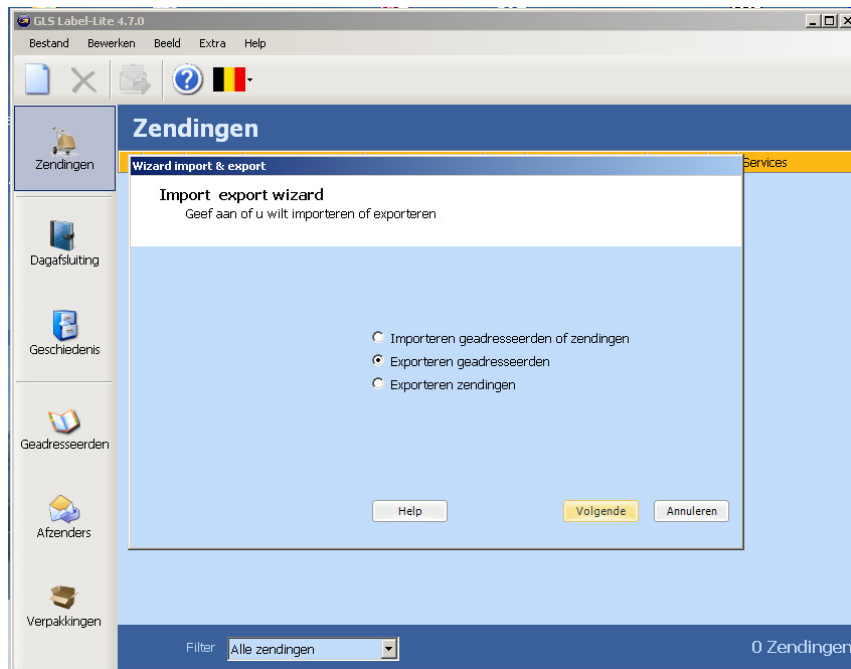 GLS Label-Lite 4.7.0
Bestand Bewerken Beeld Extra Help
Zendingen
Zendingen
Services
Wizard import & export
Import export wizard
Geef aan of u wilt importeren of exporteren
Dagafsluiting
Geschiedenis
Importeren geadresseerden of zendingen
Exporteren geadresseerden
Exporteren zendingen
Geadresseerden
Help Volgende Annuleren
Afzenders
Verpakkingen
Filter Alle zendingen 0 Zendingen